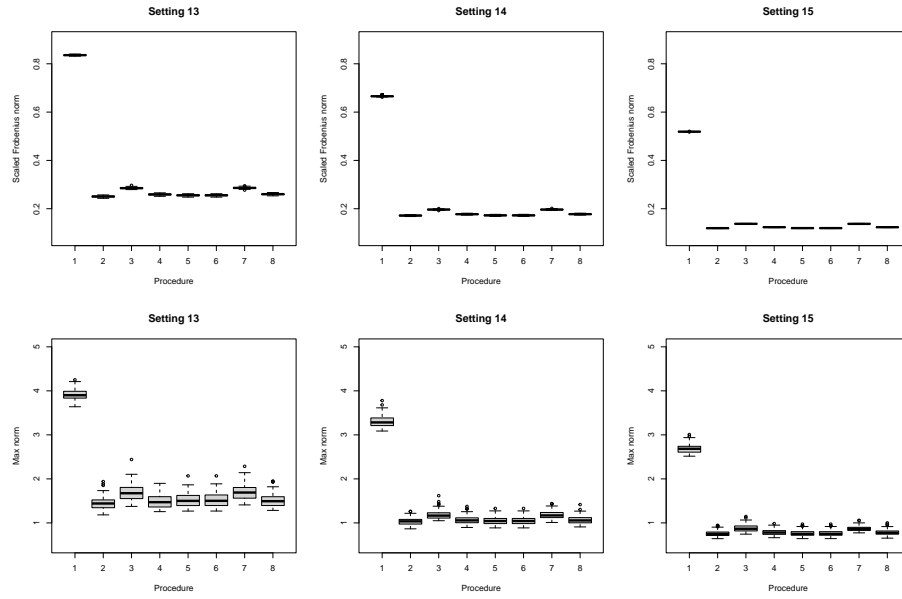 Setting 13
Scaled Frobenius norm
0.8
0.6
0.4
0.2
1 2 3 4 5 6 7 8
Procedure
Setting 14
Scaled Frobenius norm
0.8
0.6
0.4
0.2
1 2 3 4 5 6 7 8
Procedure
Setting 15
Scaled Frobenius norm
0.8
0.6
0.4
0.2
1 2 3 4 5 6 7 8
Procedure
Setting 13
Max norm
5
4
3
2
1
1 2 3 4 5 6 7 8
Procedure
Setting 14
Max norm
5
4
3
2
1
1 2 3 4 5 6 7 8
Procedure
Setting 15
Max norm
5
4
3
2
1
1 2 3 4 5 6 7 8
Procedure